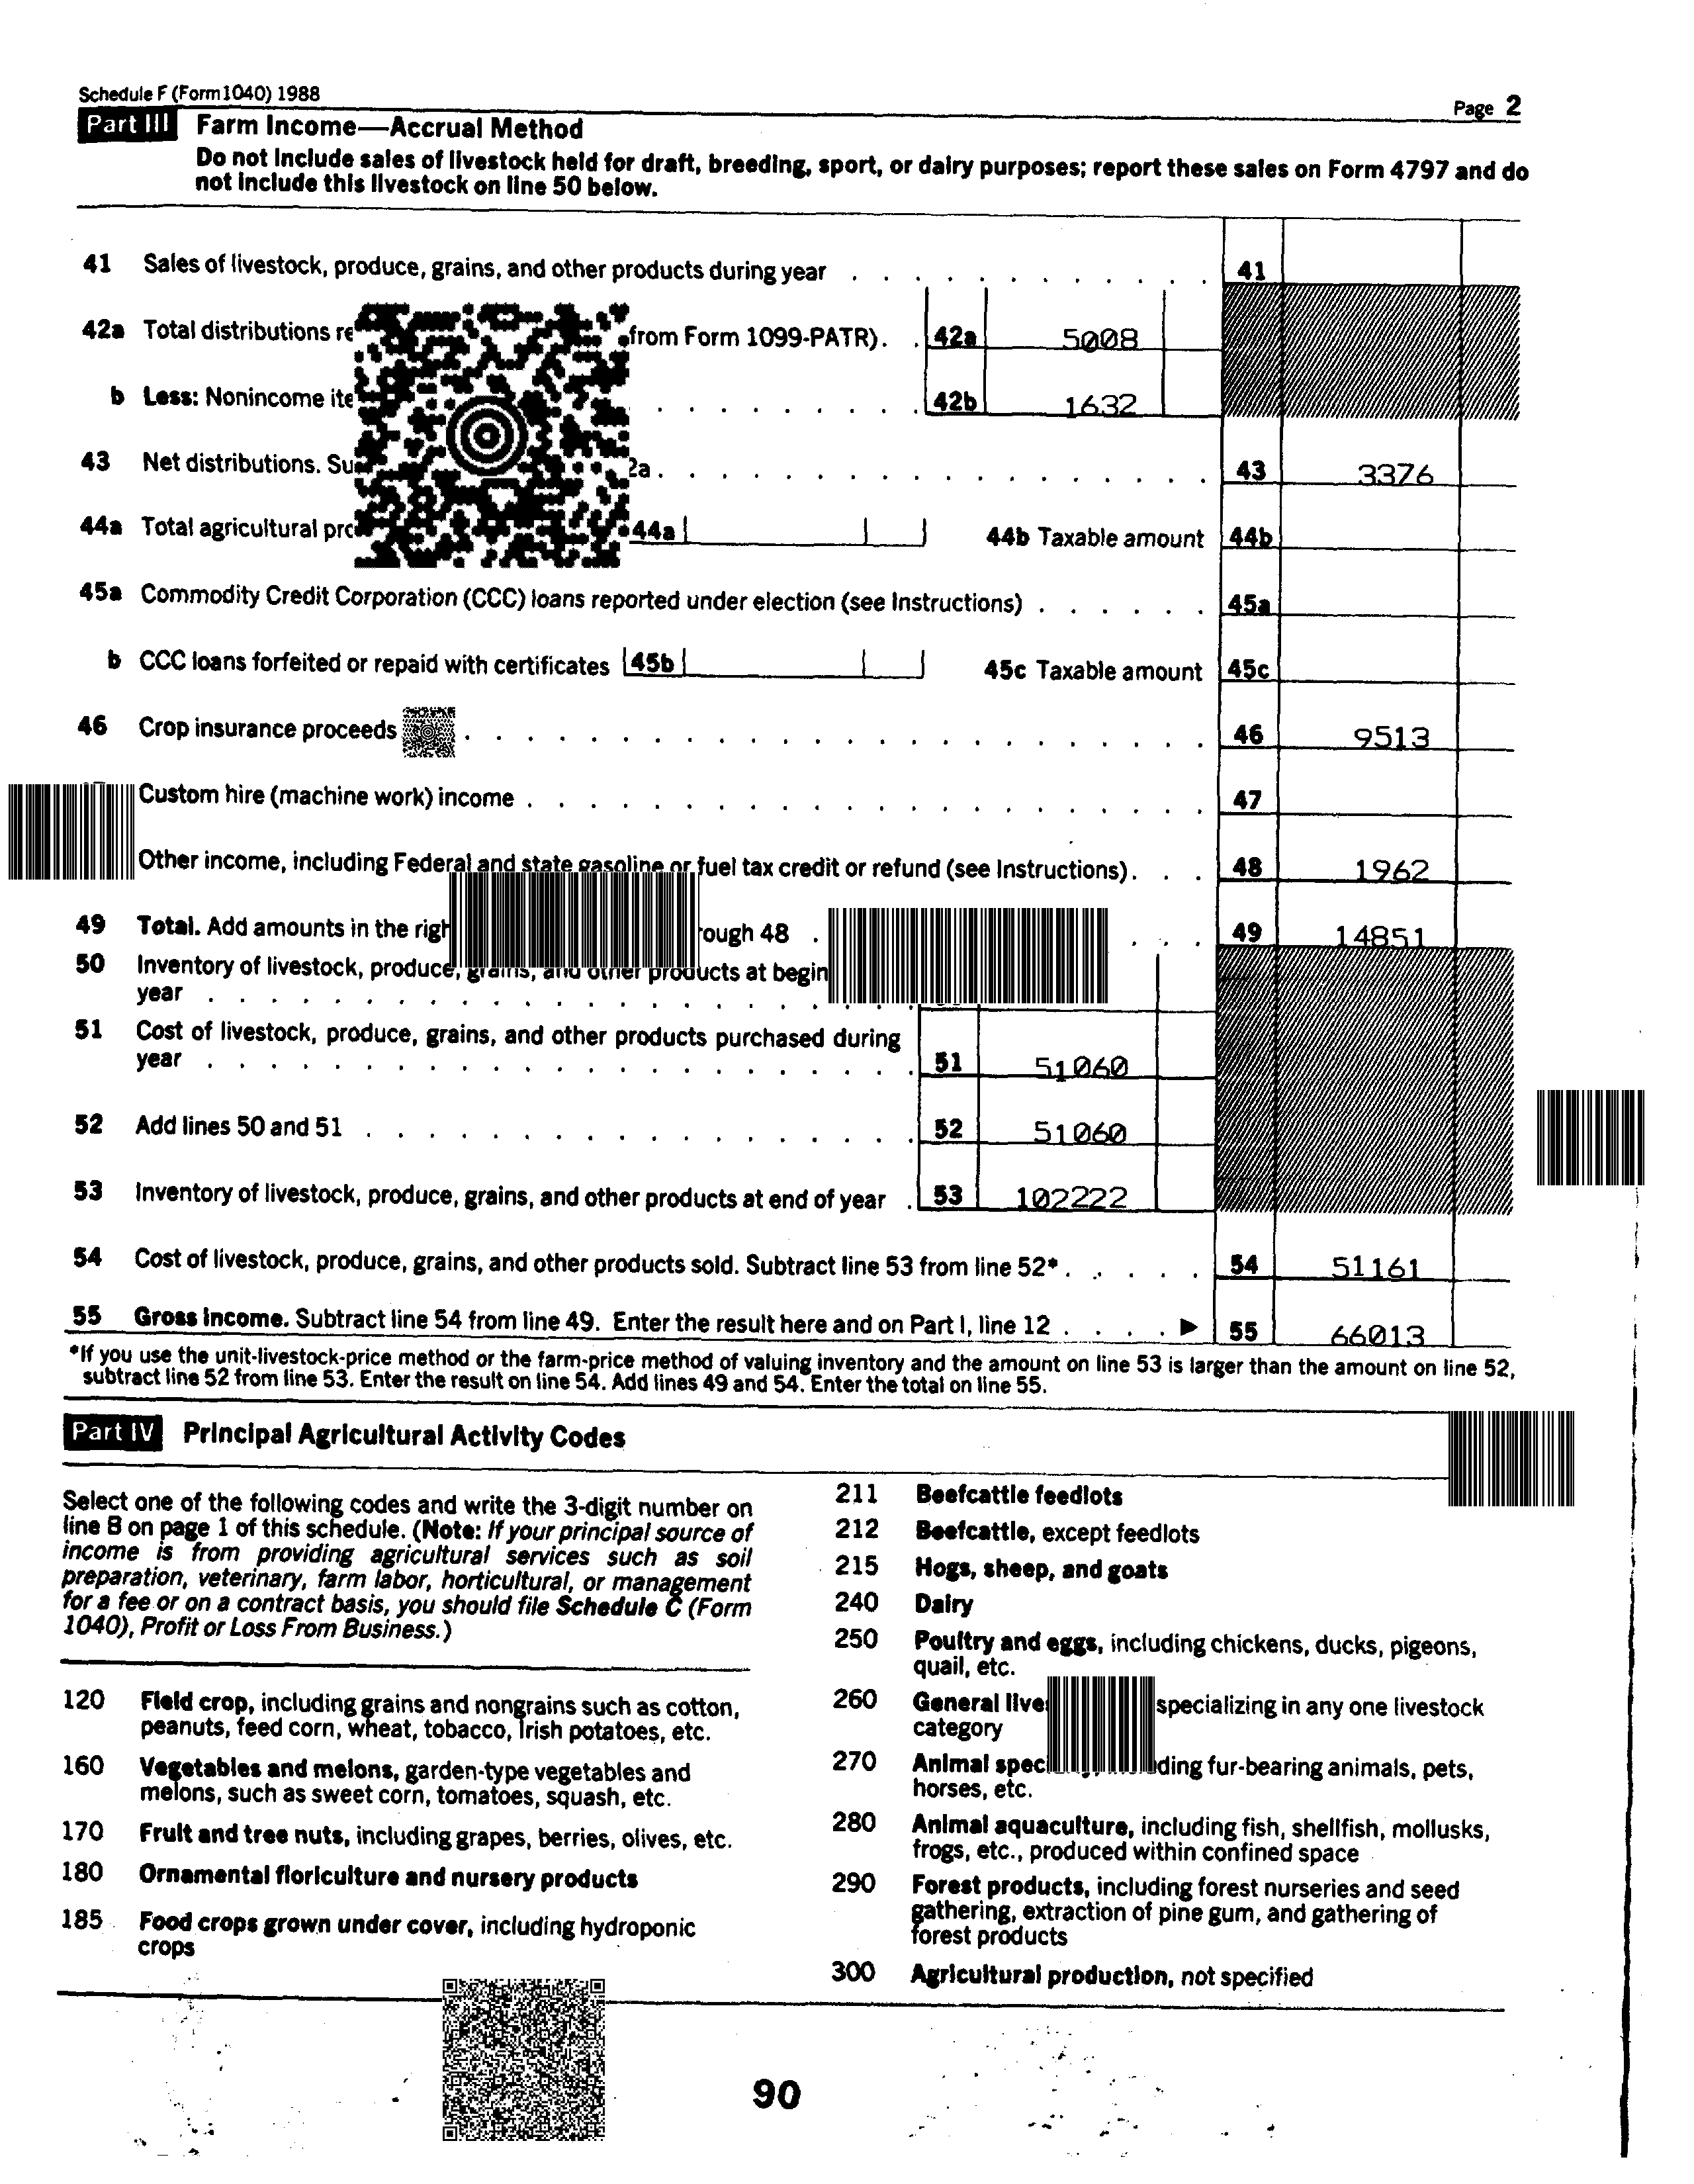 Schedule F (Form 1040) 1988 Page 2
Part III Farm Income—Accrual Method
Do not include sales of livestock held for draft, breeding, sport, or dairy purposes; report these sales on Form 4797 and do
not include this livestock on line 50 below.
41 Sales of livestock, produce, grains, and other products during year . . . . . . . . . 41
42a Total distributions from Form 1099-PATR). . 42a 5008
b Less: Nonincome . . . . . . . . . 42b 1632
43 Net distributions. . . . . . . . . . . . . . . 43 3376
44a Total agricultural 44a 44b Taxable amount 44b
45a Commodity Credit Corporation (CCC) loans reported under election (see Instructions) . . . . . . 45a
b CCC loans forfeited or repaid with certificates 45b 45c Taxable amount 45c
46 Crop insurance proceeds . . . . . . . . . . . . . . . . . . 46 9513
Custom hire (machine work) income . . . . . . . . . . . . . . . . . 47
Other income, including Federal and state gasoline or fuel tax credit or refund (see Instructions). . . 48 1962
49 Total. Add amounts in the 48 . . . . 49 14851
50 Inventory of livestock, produce, grains, and other products at
year . . . . . . . . . . . . . . . . . .
51 Cost of livestock, produce, grains, and other products purchased during
year . . . . . . . . . . . . . . . . . . 51 51060
52 Add lines 50 and 51 . . . . . . . . . . . . . . 52 51060
53 Inventory of livestock, produce, grains, and other products at end of year . 53 102222
54 Cost of livestock, produce, grains, and other products sold. Subtract line 53 from line 52* . . . . . 54 51161
55 Gross income. Subtract line 54 from line 49. Enter the result here and on Part I, line 12 . . . . ▶ 55 66013
*If you use the unit-livestock-price method or the farm-price method of valuing inventory and the amount on line 53 is larger than the amount on line 52,
subtract line 52 from line 53. Enter the result on line 54. Add lines 49 and 54. Enter the total on line 55.
Part IV Principal Agricultural Activity Codes
Select one of the following codes and write the 3-digit number on
line B on page 1 of this schedule. (Note: If your principal source of
income is from providing agricultural services such as soil
preparation, veterinary, farm labor, horticultural, or management
for a fee or on a contract basis, you should file Schedule C (Form
1040), Profit or Loss From Business.)
120 Field crop, including grains and nongrains such as cotton,
peanuts, feed corn, wheat, tobacco, Irish potatoes, etc.
160 Vegetables and melons, garden-type vegetables and
melons, such as sweet corn, tomatoes, squash, etc.
170 Fruit and tree nuts, including grapes, berries, olives, etc.
180 Ornamental floriculture and nursery products
185 Food crops grown under cover, including hydroponic
crops
211 Beefcattle feedlots
212 Beefcattle, except feedlots
215 Hogs, sheep, and goats
240 Dairy
250 Poultry and eggs, including chickens, ducks, pigeons,
quail, etc.
260 General specializing in any one livestock
category
270 Animal fur-bearing animals, pets,
horses, etc.
280 Animal aquaculture, including fish, shellfish, mollusks,
frogs, etc., produced within confined space
290 Forest products, including forest nurseries and seed
gathering, extraction of pine gum, and gathering of
forest products
300 Agricultural production, not specified
90